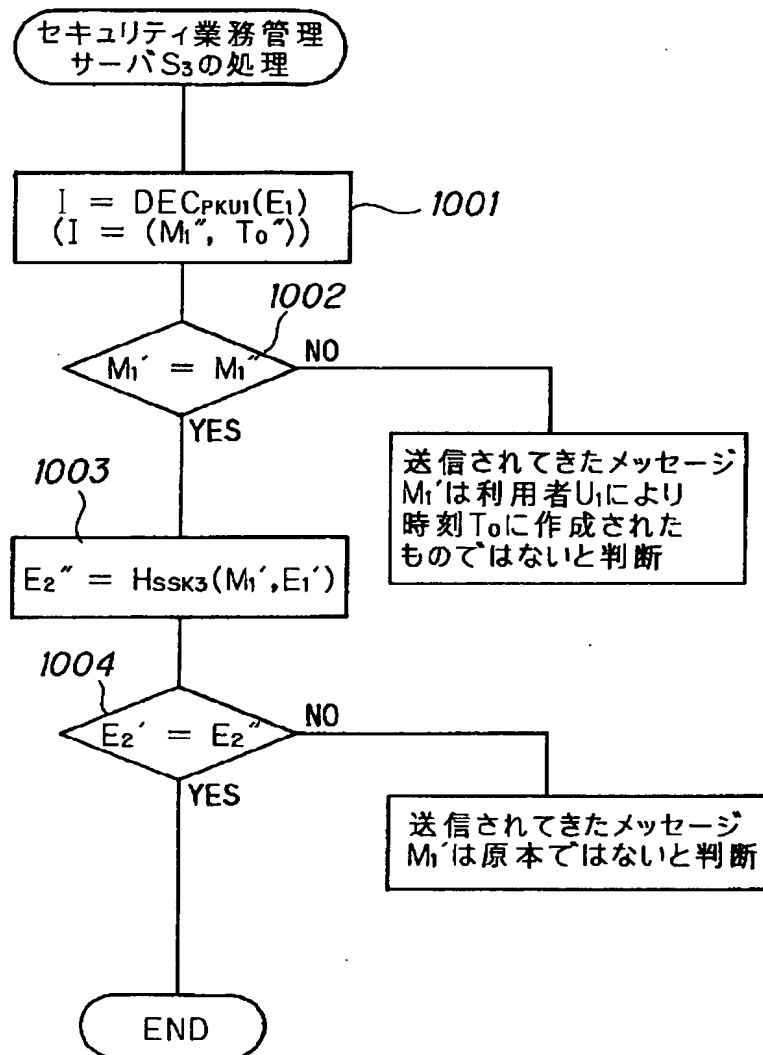 セキュリティ業務管理
サーバS₃の処理
I = DEC_PKU1(E₁)
(I = (M₁″, T₀″))
1001
1002
M₁′ = M₁″
NO
YES
送信されてきたメッセージ
M₁′は利用者U₁により
時刻T₀に作成された
ものではないと判断
1003
E₂″ = H_SSK3(M₁′,E₁′)
1004
E₂′ = E₂″
NO
YES
送信されてきたメッセージ
M₁′は原本ではないと判断
END